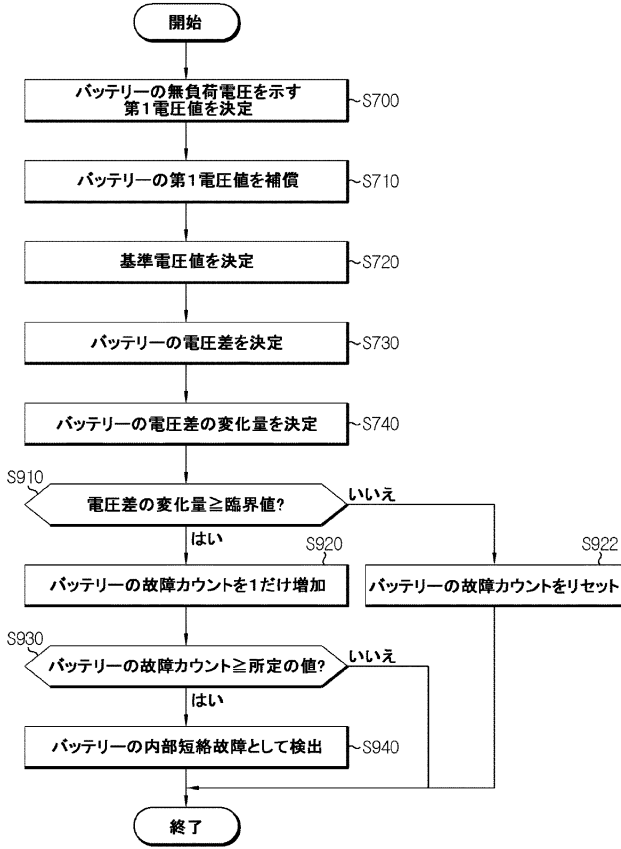 開始
バッテリーの無負荷電圧を示す
第1電圧値を決定
S700
バッテリーの第1電圧値を補償
S710
基準電圧値を決定
S720
バッテリーの電圧差を決定
S730
バッテリーの電圧差の変化量を決定
S740
S910
電圧差の変化量≧臨界値?
いいえ
はい
S920
バッテリーの故障カウントを1だけ増加
S922
バッテリーの故障カウントをリセット
S930
バッテリーの故障カウント≧所定の値?
いいえ
はい
バッテリーの内部短絡故障として検出
S940
終了